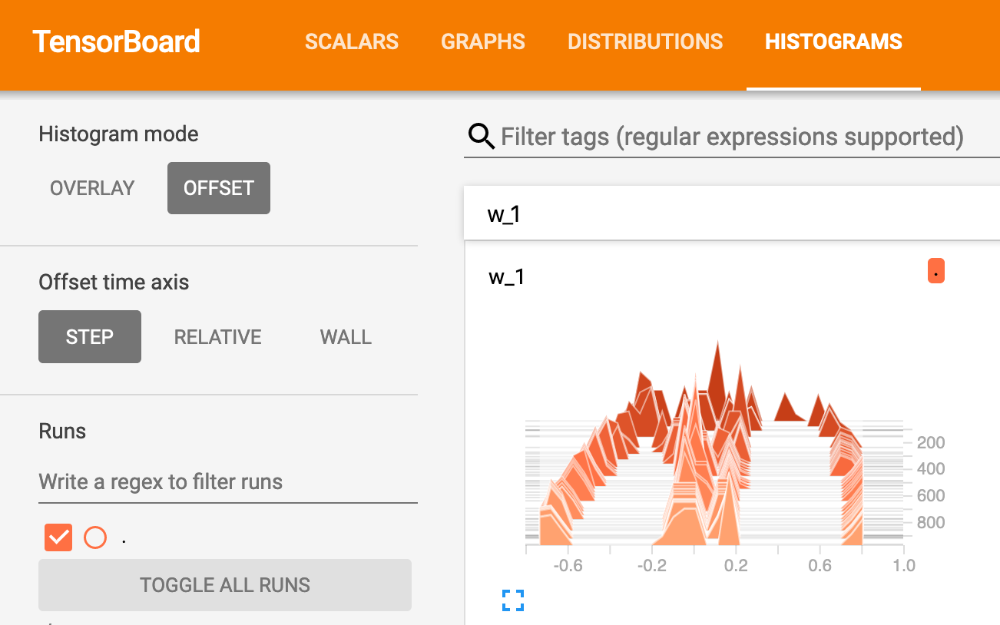 TensorBoard SCALARS GRAPHS DISTRIBUTIONS HISTOGRAMS
Histogram mode
OVERLAY OFFSET
Offset time axis
STEP RELATIVE WALL
Runs
Write a regex to filter runs
.
TOGGLE ALL RUNS
Filter tags (regular expressions supported)
w_1
w_1
.
200
400
600
800
-0.6 -0.2 0.2 0.6 1.0